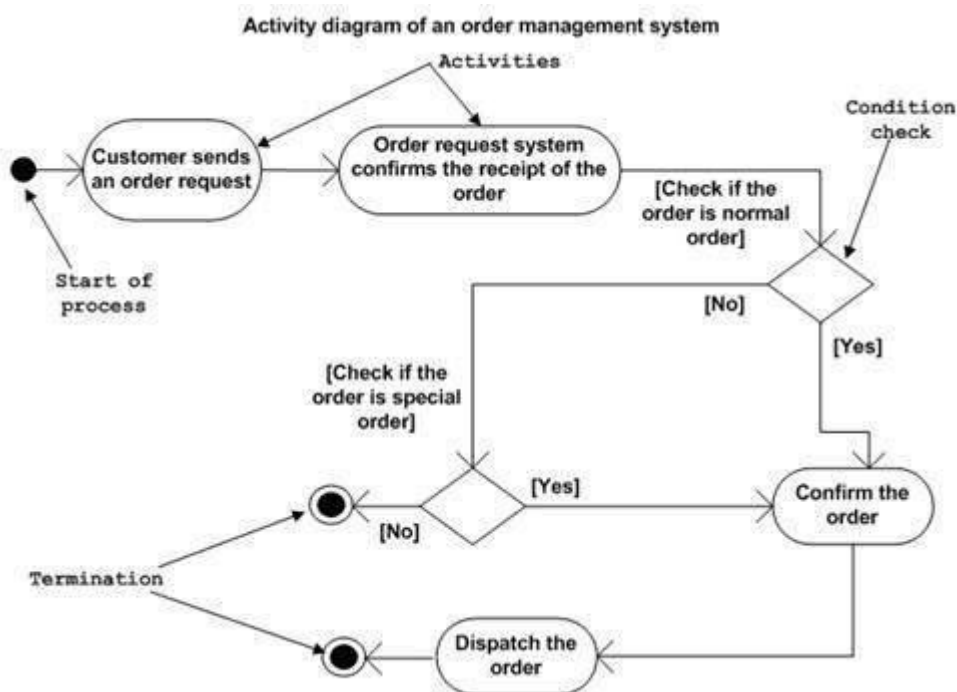 Activity diagram of an order management system
Activities
Condition
check
Customer sends
an order request
Order request system
confirms the receipt of the
order
[Check if the
order is normal
order]
Start of
process
[No]
[Yes]
[Check if the
order is special
order]
[Yes]
[No]
Confirm the
order
Termination
Dispatch the
order